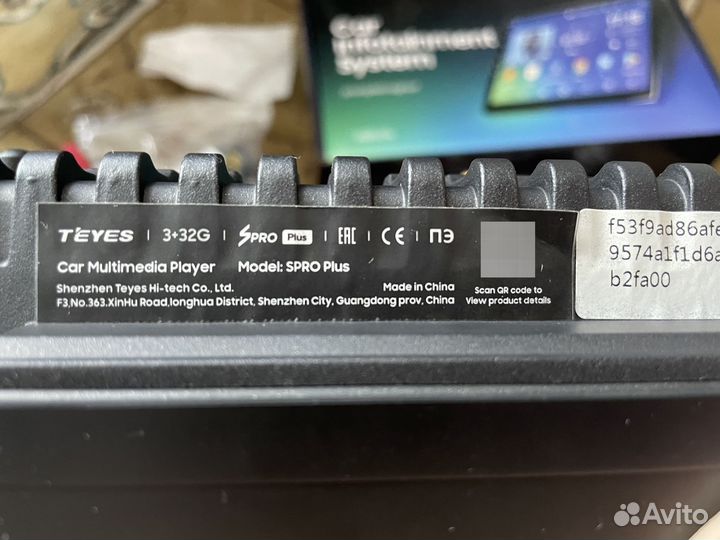 Car
Infotainment
System
TEYES | 3+32G | SPRO Plus | EAC | CE | ПЭ
Car Multimedia Player Model: SPRO Plus
Shenzhen Teyes Hi-tech Co., Ltd. Made in China
F3,No.363.XinHu Road,longhua District, Shenzhen City, Guangdong prov, China
Scan QR code to
View product details
f53f9ad86afe
9574a1f1d6a
b2fa00
Avito